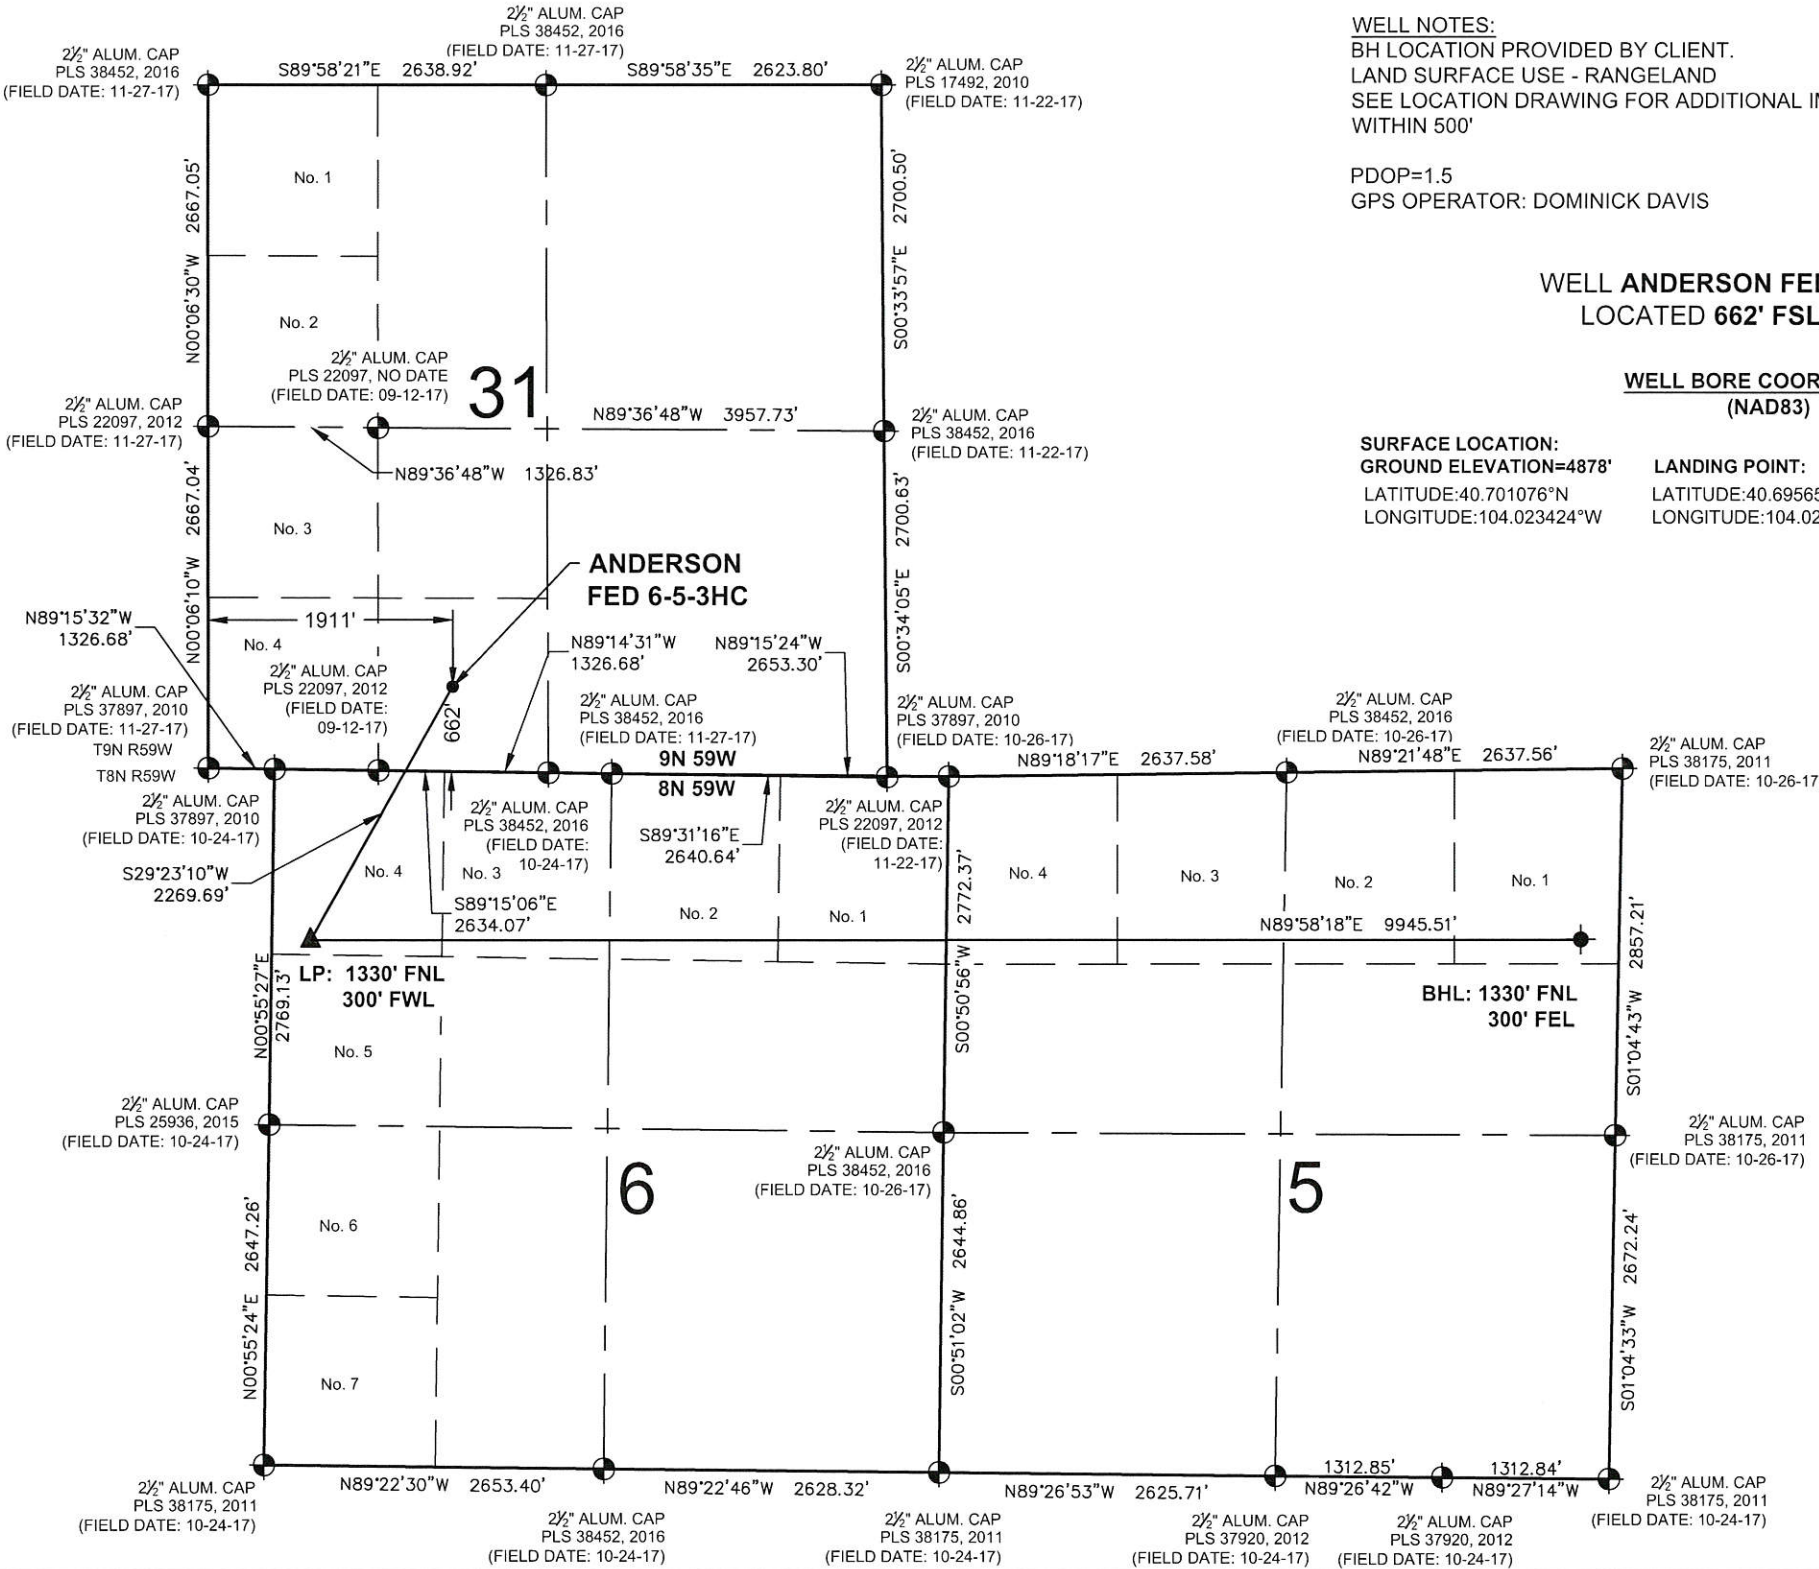 2½" ALUM. CAP
PLS 38452, 2016
(FIELD DATE: 11-27-17)
2½" ALUM. CAP
PLS 38452, 2016
(FIELD DATE: 11-27-17)
S89°58'21"E 2638.92'
S89°58'35"E 2623.80'
2½" ALUM. CAP
PLS 17492, 2010
(FIELD DATE: 11-22-17)
WELL NOTES:
BH LOCATION PROVIDED BY CLIENT.
LAND SURFACE USE - RANGELAND
SEE LOCATION DRAWING FOR ADDITIONAL
WITHIN 500'
PDOP=1.5
GPS OPERATOR: DOMINICK DAVIS
WELL ANDERSON
LOCATED 662' FSL
WELL BORE
(NAD83)
SURFACE LOCATION:
GROUND ELEVATION=4878'
LATITUDE:40.701076°N
LONGITUDE:104.023424°W
LANDING POINT:
LATITUDE:40.69565
LONGITUDE:104.02
N00°06'30"W 2667.05'
No. 1
No. 2
S00°33'57"E 2700.50'
2½" ALUM. CAP
PLS 22097, NO DATE
(FIELD DATE: 09-12-17)
31
2½" ALUM. CAP
PLS 22097, 2012
(FIELD DATE: 11-27-17)
N89°36'48"W 3957.73'
2½" ALUM. CAP
PLS 38452, 2016
(FIELD DATE: 11-22-17)
N89°36'48"W 1326.83'
N00°06'10"W 2667.04'
No. 3
S00°34'05"E 2700.63'
ANDERSON
FED 6-5-3HC
1911'
N89°15'32"W
1326.68'
No. 4
N89°14'31"W
1326.68'
N89°15'24"W
2653.30'
2½" ALUM. CAP
PLS 22097, 2012
(FIELD DATE:
09-12-17)
662'
2½" ALUM. CAP
PLS 37897, 2010
(FIELD DATE: 11-27-17)
T9N R59W
T8N R59W
2½" ALUM. CAP
PLS 38452, 2016
(FIELD DATE: 11-27-17)
9N 59W
8N 59W
2½" ALUM. CAP
PLS 37897, 2010
(FIELD DATE: 10-26-17)
2½" ALUM. CAP
PLS 38452, 2016
(FIELD DATE: 10-26-17)
N89°18'17"E 2637.58'
N89°21'48"E 2637.56'
2½" ALUM. CAP
PLS 38175, 2011
(FIELD DATE: 10-26-17
2½" ALUM. CAP
PLS 37897, 2010
(FIELD DATE: 10-24-17)
2½" ALUM. CAP
PLS 38452, 2016
(FIELD DATE:
10-24-17)
S89°31'16"E
2640.64'
2½" ALUM. CAP
PLS 22097, 2012
(FIELD DATE:
11-22-17)
S29°23'10"W
2269.69'
No. 4
No. 3
S89°15'06"E
2634.07'
No. 2
No. 1
S00°50'56"W 2772.37'
No. 4
No. 3
No. 2
No. 1
N89°58'18"E 9945.51'
S01°04'43"W 2857.21'
LP: 1330' FNL
300' FWL
N00°55'27"E
2769.13'
BHL: 1330' FNL
300' FEL
No. 5
2½" ALUM. CAP
PLS 25936, 2015
(FIELD DATE: 10-24-17)
2½" ALUM. CAP
PLS 38452, 2016
(FIELD DATE: 10-26-17)
2½" ALUM. CAP
PLS 38175, 2011
(FIELD DATE: 10-26-17)
6
5
N00°55'24"E 2647.26'
No. 6
No. 7
S00°51'02"W 2644.86'
S01°04'33"W 2672.24'
N89°22'30"W 2653.40'
N89°22'46"W 2628.32'
N89°26'53"W 2625.71'
1312.85'
N89°26'42"W
1312.84'
N89°27'14"W
2½" ALUM. CAP
PLS 38175, 2011
(FIELD DATE: 10-24-17)
2½" ALUM. CAP
PLS 38452, 2016
(FIELD DATE: 10-24-17)
2½" ALUM. CAP
PLS 38175, 2011
(FIELD DATE: 10-24-17)
2½" ALUM. CAP
PLS 37920, 2012
(FIELD DATE: 10-24-17)
2½" ALUM. CAP
PLS 37920, 2012
(FIELD DATE: 10-24-17)
2½" ALUM. CAP
PLS 38175, 2011
(FIELD DATE: 10-24-17)